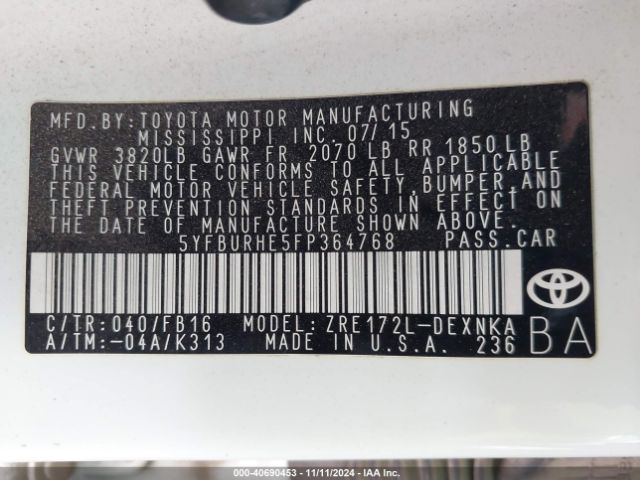 MFD.BY:TOYOTA MOTOR MANUFACTURING
MISSISSIPPI INC. 07/15
GVWR 3820LB GAWR FR 2070 LB RR 1850 LB
THIS VEHICLE CONFORMS TO ALL APPLICABLE
FEDERAL MOTOR VEHICLE SAFETY,BUMPER,AND
THEFT PREVENTION STANDARDS IN EFFECT ON
THE DATE OF MANUFACTURE SHOWN ABOVE.
5YFBURHE5FP364768 PASS.CAR
TOYOTA
C/TR:040/FB16 MODEL:ZRE172L-DEXNKA
A/TM:-04A/K313 MADE IN U.S.A. 236
BA
000-40690453 - 11/11/2024 - IAA Inc.